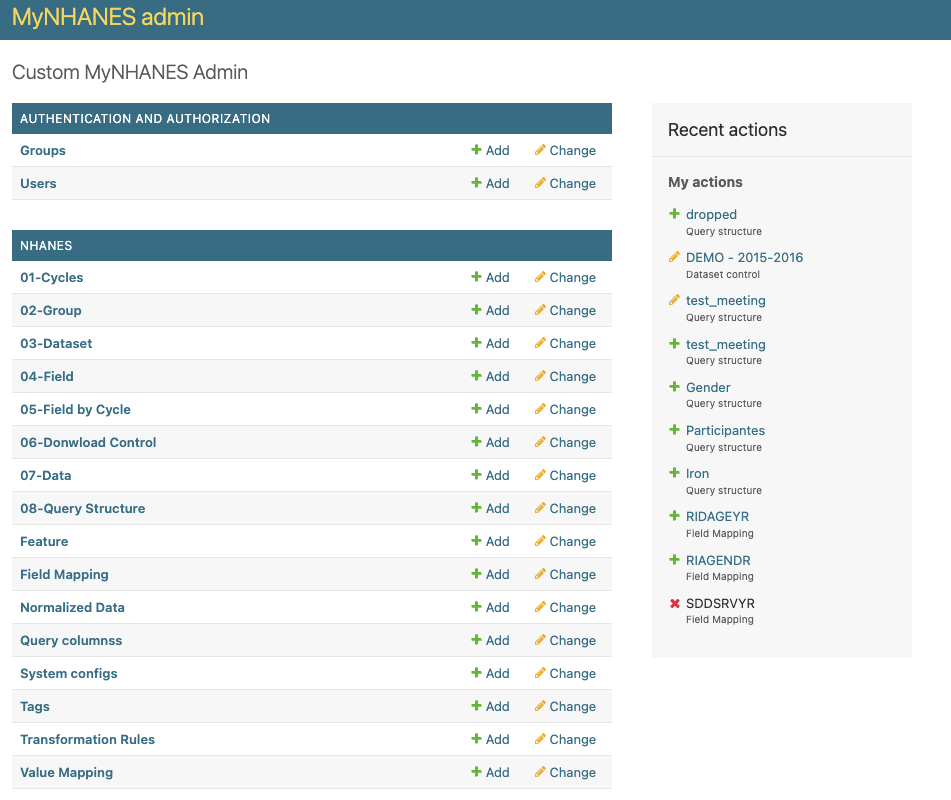 MyNHANES admin
Custom MyNHANES Admin
AUTHENTICATION AND AUTHORIZATION
Groups Add Change
Users Add Change
NHANES
01-Cycles Add Change
02-Group Add Change
03-Dataset Add Change
04-Field Add Change
05-Field by Cycle Add Change
06-Donwload Control Add Change
07-Data Add Change
08-Query Structure Add Change
Feature Add Change
Field Mapping Add Change
Normalized Data Add Change
Query columnss Add Change
System configs Add Change
Tags Add Change
Transformation Rules Add Change
Value Mapping Add Change
Recent actions
My actions
dropped
Query structure
DEMO - 2015-2016
Dataset control
test_meeting
Query structure
test_meeting
Query structure
Gender
Query structure
Participantes
Query structure
Iron
Query structure
RIDAGEYR
Field Mapping
RIAGENDR
Field Mapping
SDDSRVYR
Field Mapping